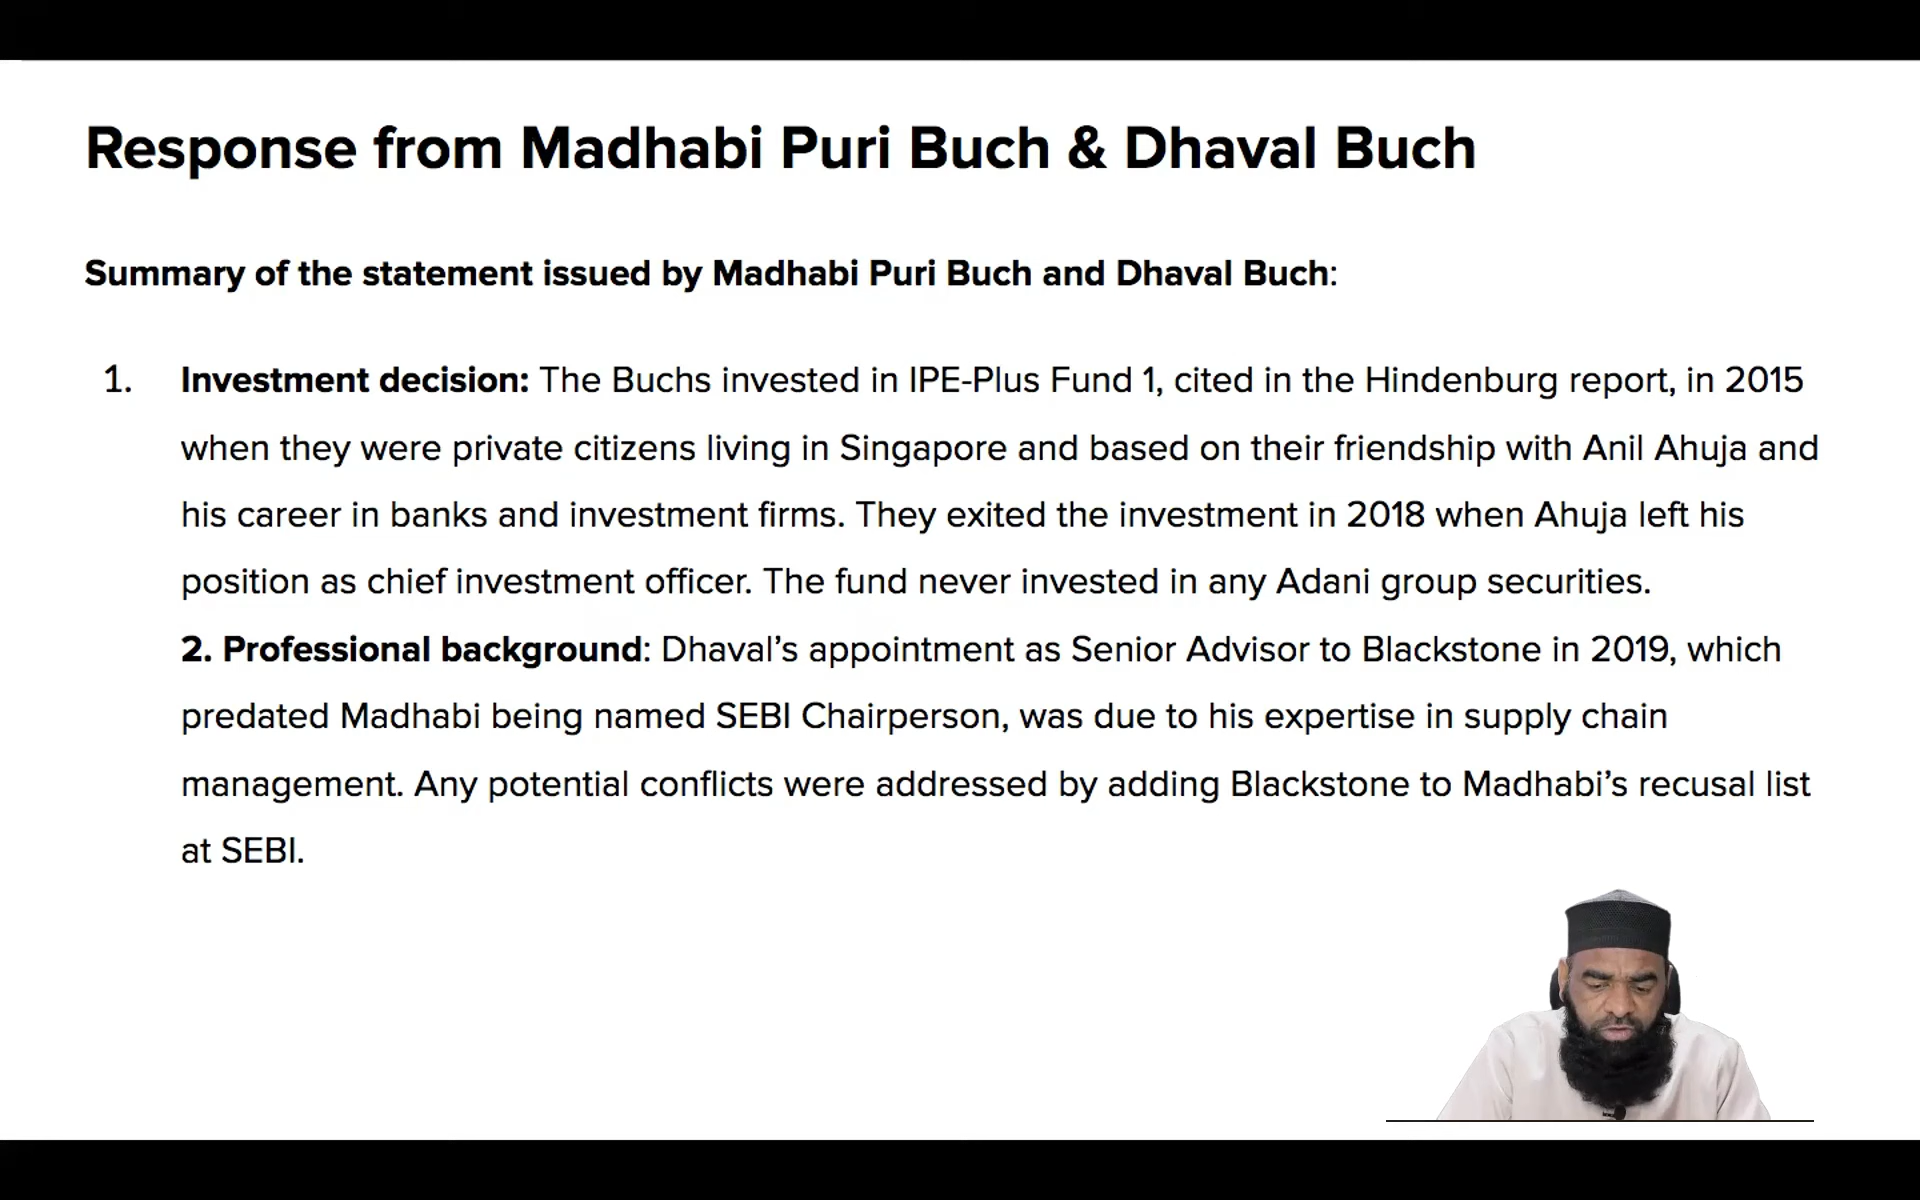 Response from Madhabi Puri Buch & Dhaval Buch
Summary of the statement issued by Madhabi Puri Buch and Dhaval Buch:
1. Investment decision: The Buchs invested in IPE-Plus Fund 1, cited in the Hindenburg report, in 2015
when they were private citizens living in Singapore and based on their friendship with Anil Ahuja and
his career in banks and investment firms. They exited the investment in 2018 when Ahuja left his
position as chief investment officer. The fund never invested in any Adani group securities.
2. Professional background: Dhaval’s appointment as Senior Advisor to Blackstone in 2019, which
predated Madhabi being named SEBI Chairperson, was due to his expertise in supply chain
management. Any potential conflicts were addressed by adding Blackstone to Madhabi’s recusal list
at SEBI.